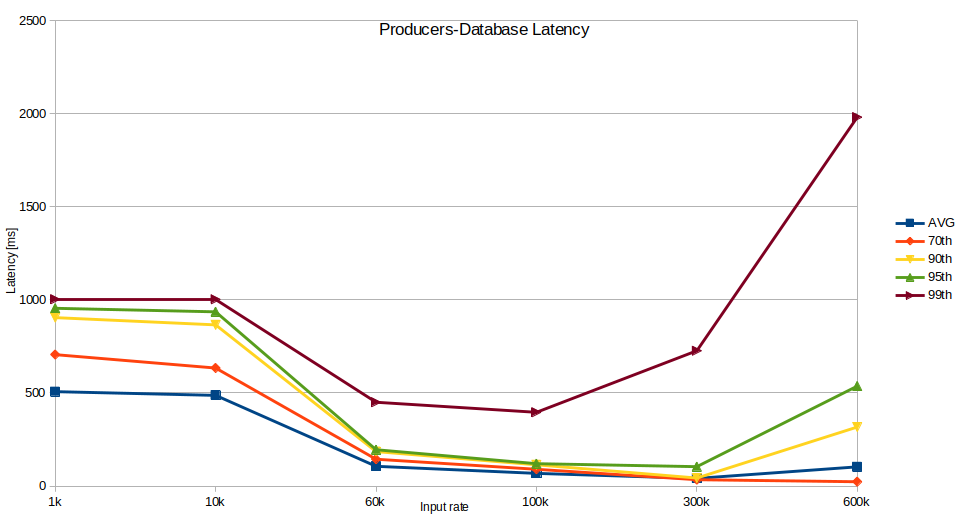 Producers-Database Latency
2500
2000
1500
1000
500
0
Latency [ms]
1k
10k
60k
100k
300k
600k
Input rate
AVG
70th
90th
95th
99th